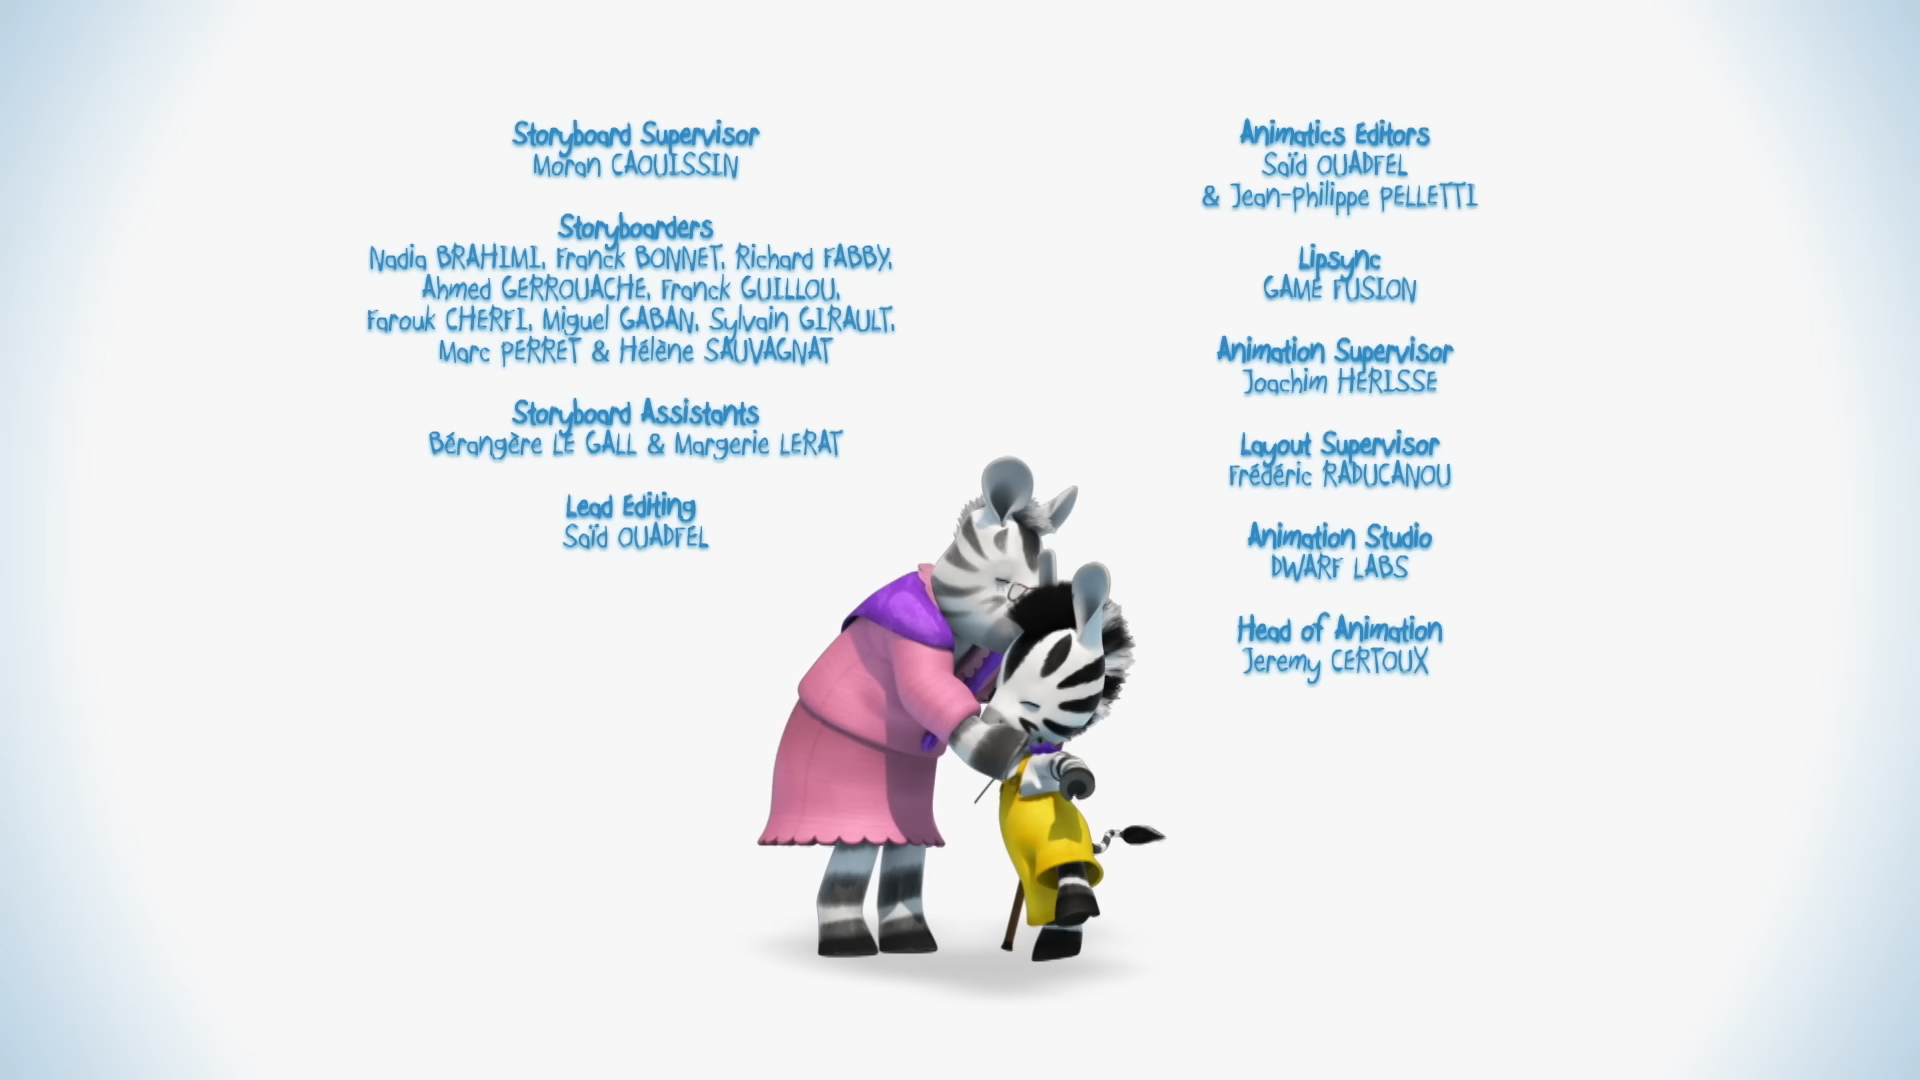 Storyboard Supervisor
Moran CAOUISSIN
Storyboarders
Nadia BRAHIMI, Franck BONNET, Richard FABBY,
Ahmed GERROUACHE, Franck GUILLOU,
Farouk CHERFI, Miguel GABAN, Sylvain GIRAULT,
Marc PERRET & Hélène SAUVAGNAT
Storyboard Assistants
Bérangère LE GALL & Margerie LERAT
Lead Editing
Saïd OUADFEL
Animatics Editors
Saïd OUADFEL
& Jean-Philippe PELLETTI
Lipsync
GAME FUSION
Animation Supervisor
Joachim HERISSE
Layout Supervisor
Frédéric RADUCANOU
Animation Studio
DWARF LABS
Head of Animation
Jeremy CERTOUX